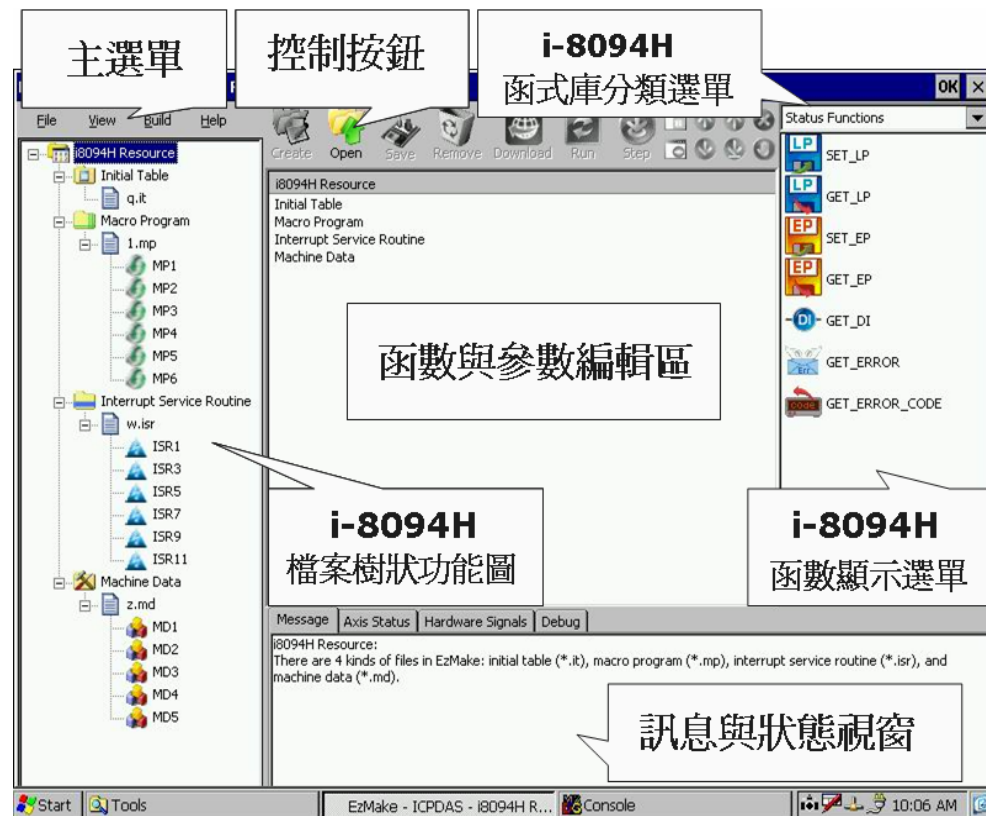 主選單
控制按鈕
i-8094H
函式庫分類選單
OK
File View Build Help
Create Open Save Remove Download Run Step
Status Functions
i8094H Resource
Initial Table
q.it
Macro Program
1.mp
MP1
MP2
MP3
MP4
MP5
MP6
Interrupt Service Routine
w.isr
ISR1
ISR3
ISR5
ISR7
ISR9
ISR11
Machine Data
z.md
MD1
MD2
MD3
MD4
MD5
i8094H Resource
Initial Table
Macro Program
Interrupt Service Routine
Machine Data
函數與參數編輯區
LP SET_LP
LP GET_LP
EP SET_EP
EP GET_EP
DI GET_DI
Err GET_ERROR
CODE GET_ERROR_CODE
i-8094H
檔案樹狀功能圖
i-8094H
函數顯示選單
Message Axis Status Hardware Signals Debug
i8094H Resource:
There are 4 kinds of files in EzMake: initial table (*.it), macro program (*.mp), interrupt service routine (*.isr), and
machine data (*.md).
訊息與狀態視窗
Start Tools EzMake - ICPDAS - i8094H R... Console 10:06 AM